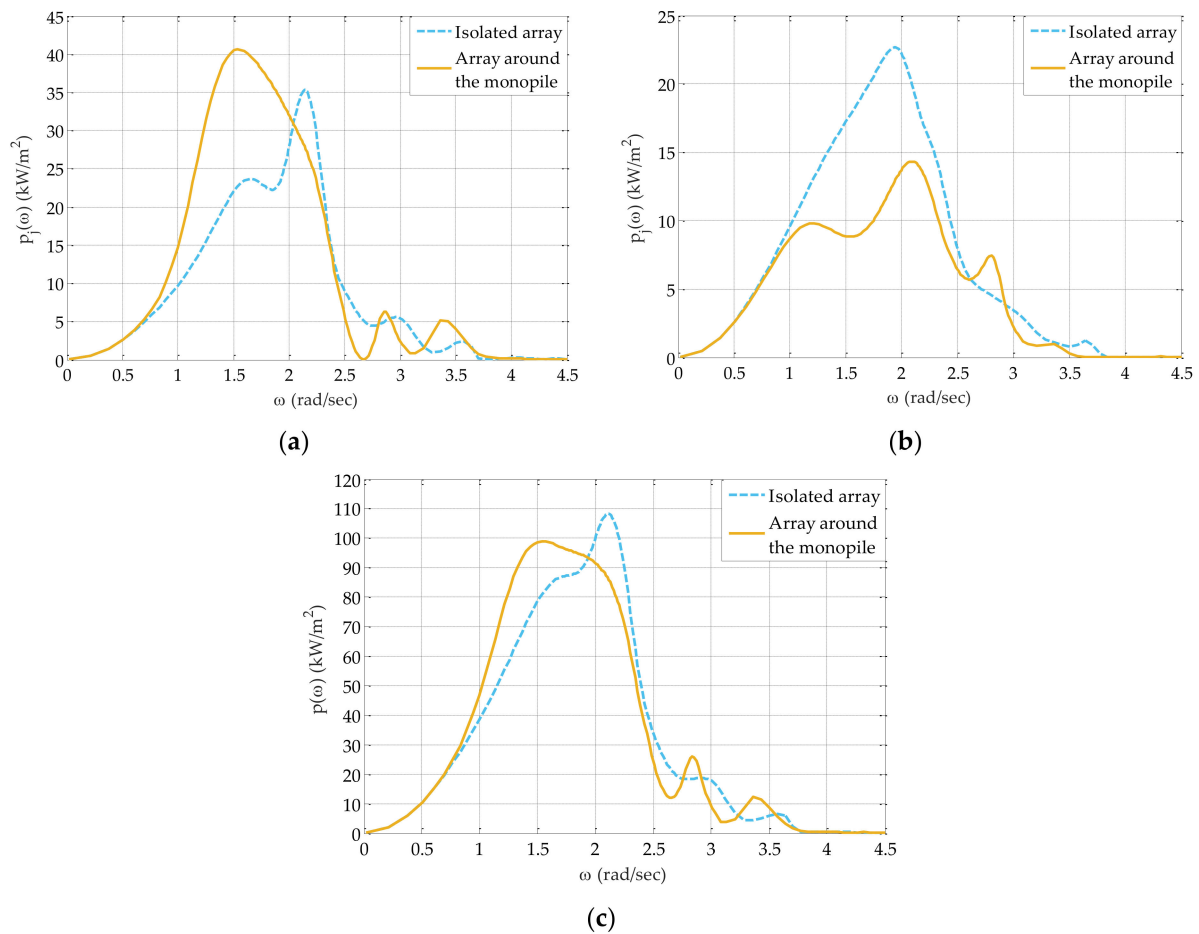 45
40
35
30
25
20
15
10
5
0
p_j(ω) (kW/m²)
Isolated array
Array around
the monopile
0 0.5 1 1.5 2 2.5 3 3.5 4 4.5
ω (rad/sec)
(a)
25
20
15
10
5
0
p_j(ω) (kW/m²)
Isolated array
Array around
the monopile
0 0.5 1 1.5 2 2.5 3 3.5 4 4.5
ω (rad/sec)
(b)
120
110
100
90
80
70
60
50
40
30
20
10
0
p(ω) (kW/m²)
Isolated array
Array around
the monopile
0 0.5 1 1.5 2 2.5 3 3.5 4 4.5
ω (rad/sec)
(c)